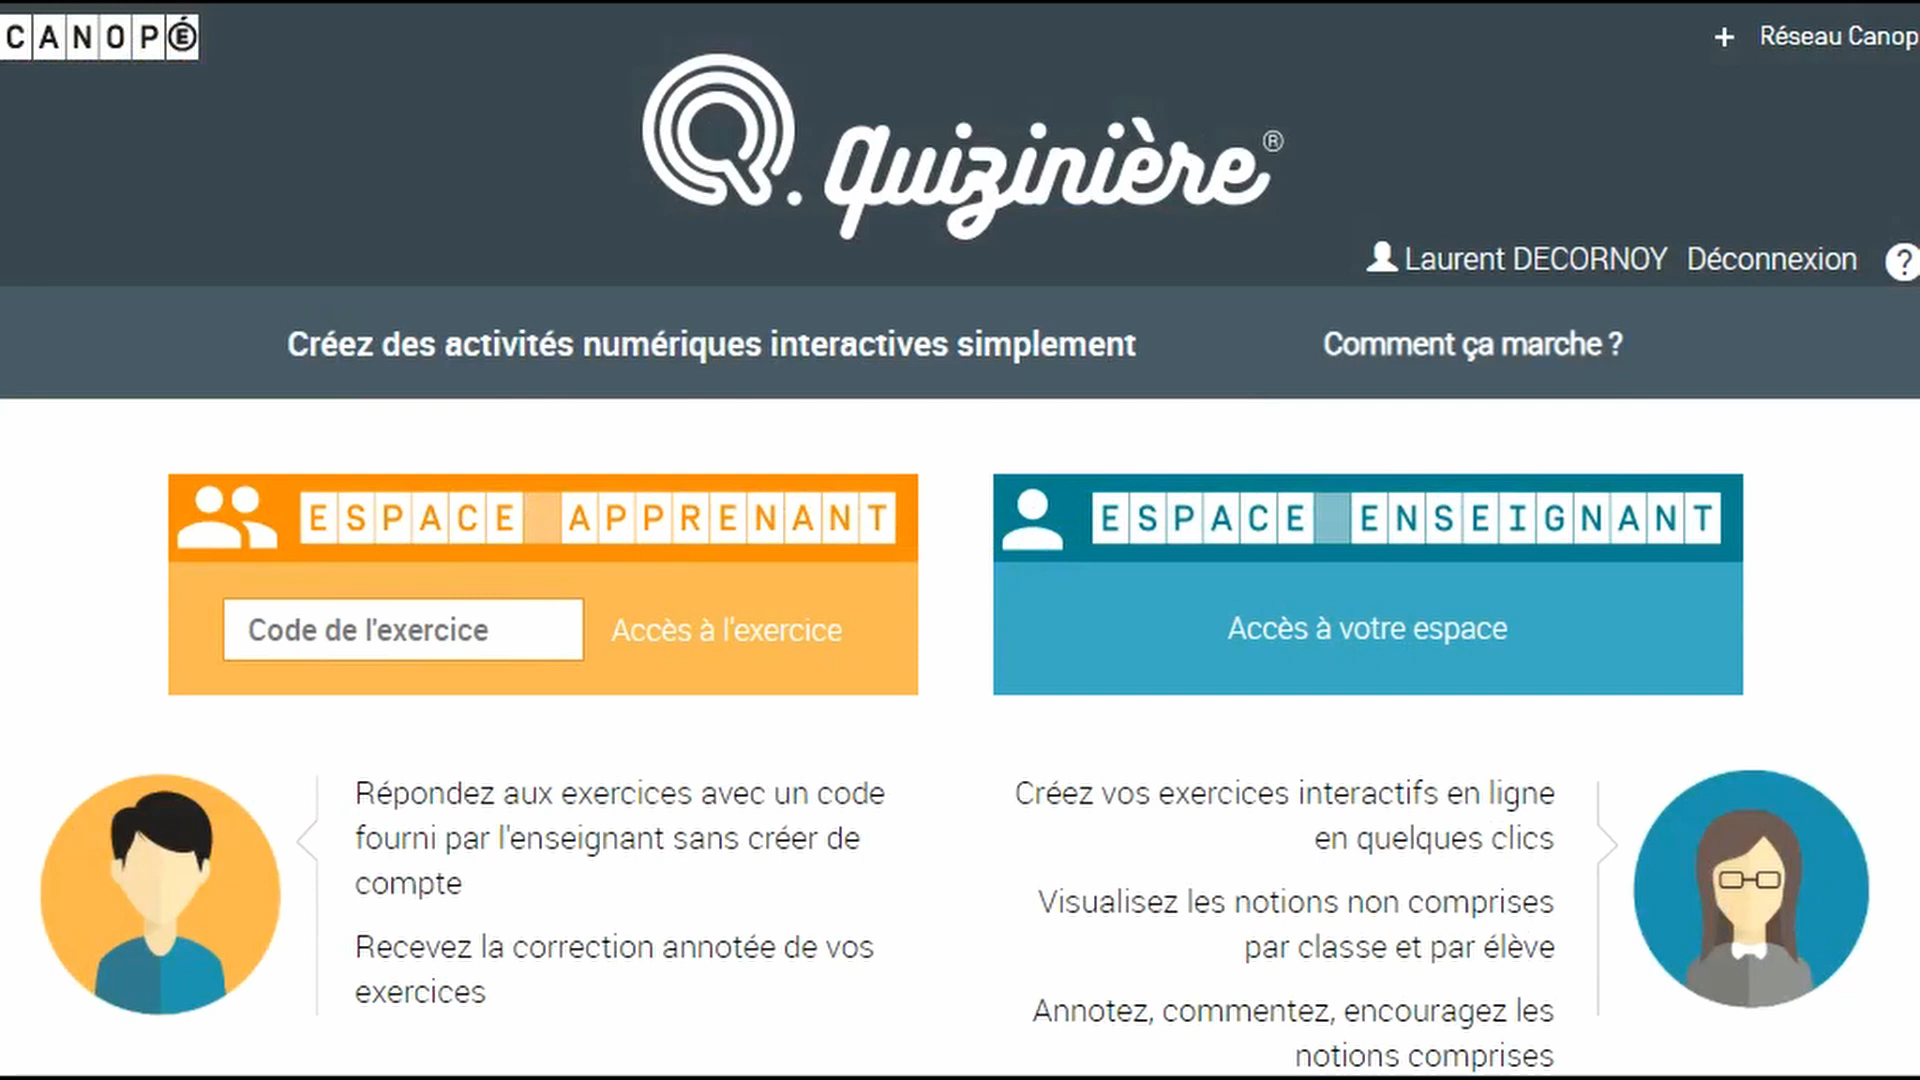 CANOPÉ
+ Réseau Canop
Q. quizinière®
Laurent DECORNOY Déconnexion ?
Créez des activités numériques interactives simplement
Comment ça marche ?
ESPACE APPRENANT
Code de l'exercice
Accès à l'exercice
ESPACE ENSEIGNANT
Accès à votre espace
Répondez aux exercices avec un code
fourni par l'enseignant sans créer de
compte
Recevez la correction annotée de vos
exercices
Créez vos exercices interactifs en ligne
en quelques clics
Visualisez les notions non comprises
par classe et par élève
Annotez, commentez, encouragez les
notions comprises